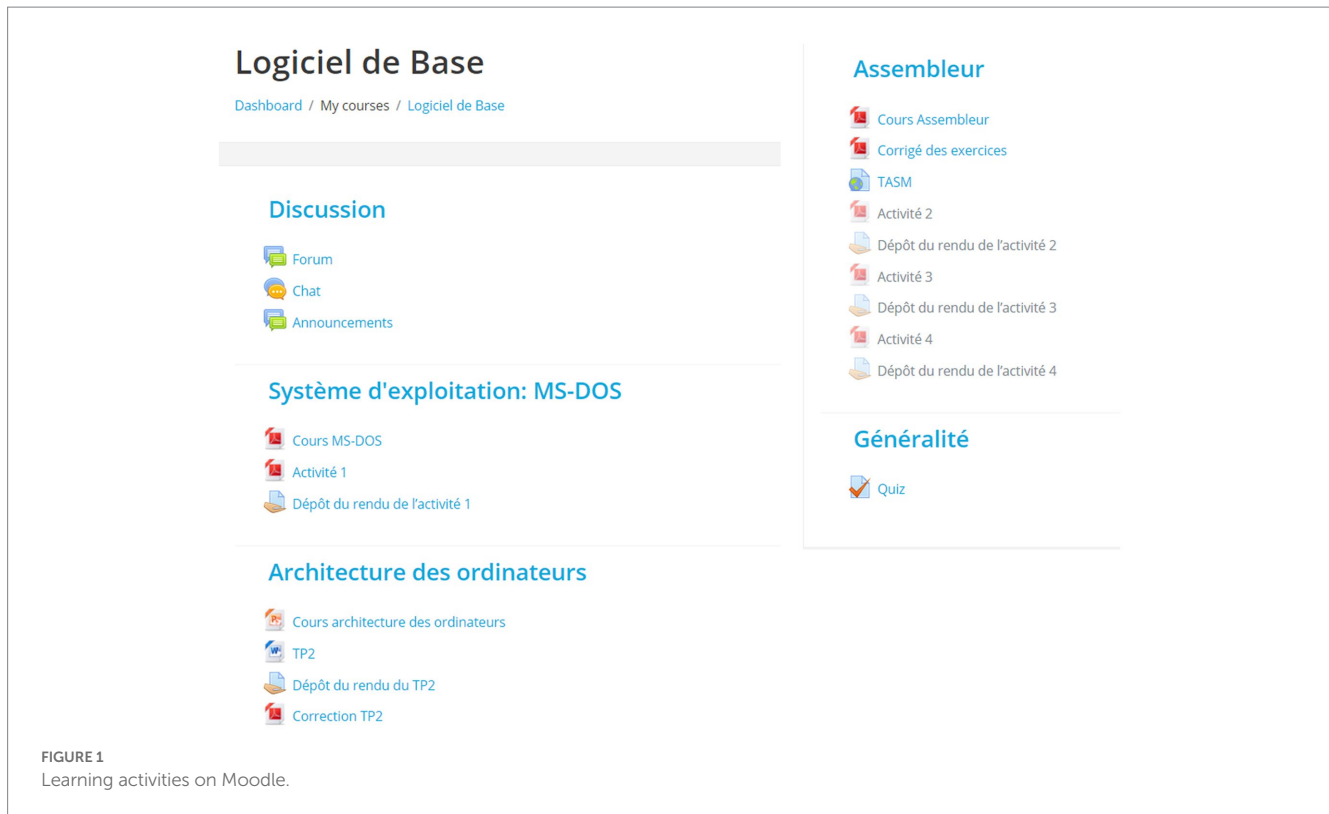 Logiciel de Base
Dashboard / My courses / Logiciel de Base
Discussion
Forum
Chat
Announcements
Système d'exploitation: MS-DOS
Cours MS-DOS
Activité 1
Dépôt du rendu de l'activité 1
Architecture des ordinateurs
Cours architecture des ordinateurs
TP2
Dépôt du rendu du TP2
Correction TP2
Assembleur
Cours Assembleur
Corrigé des exercices
TASM
Activité 2
Dépôt du rendu de l'activité 2
Activité 3
Dépôt du rendu de l'activité 3
Activité 4
Dépôt du rendu de l'activité 4
Généralité
Quiz
FIGURE 1
Learning activities on Moodle.